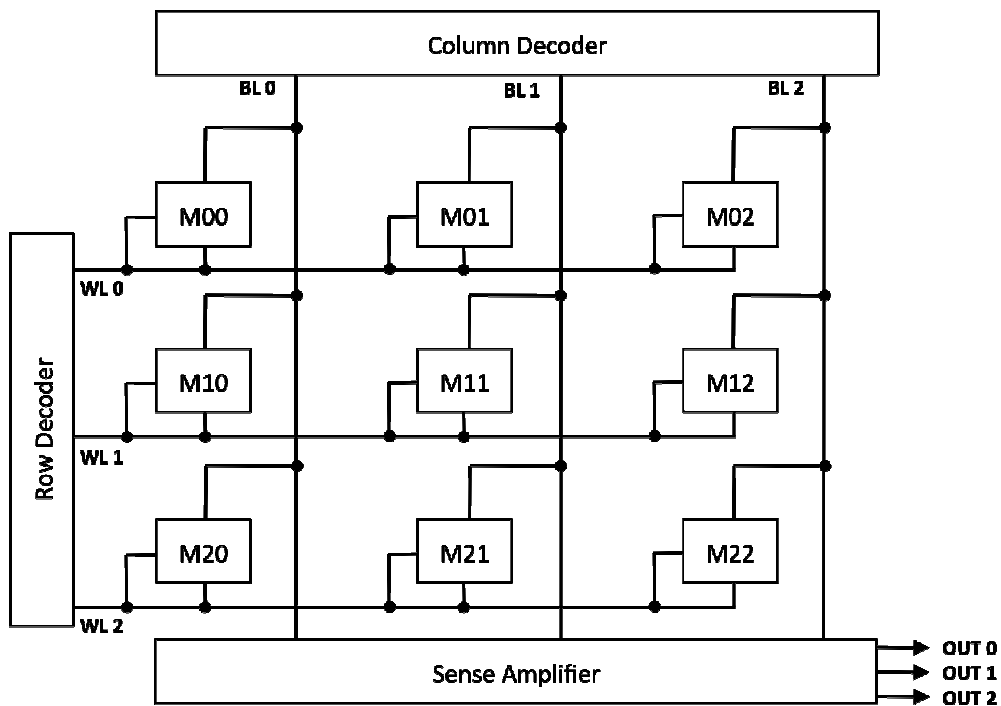 Column Decoder
BL 0
BL 1
BL 2
M00
M01
M02
WL 0
M10
M11
M12
Row Decoder
WL 1
M20
M21
M22
WL 2
Sense Amplifier
OUT 0
OUT 1
OUT 2